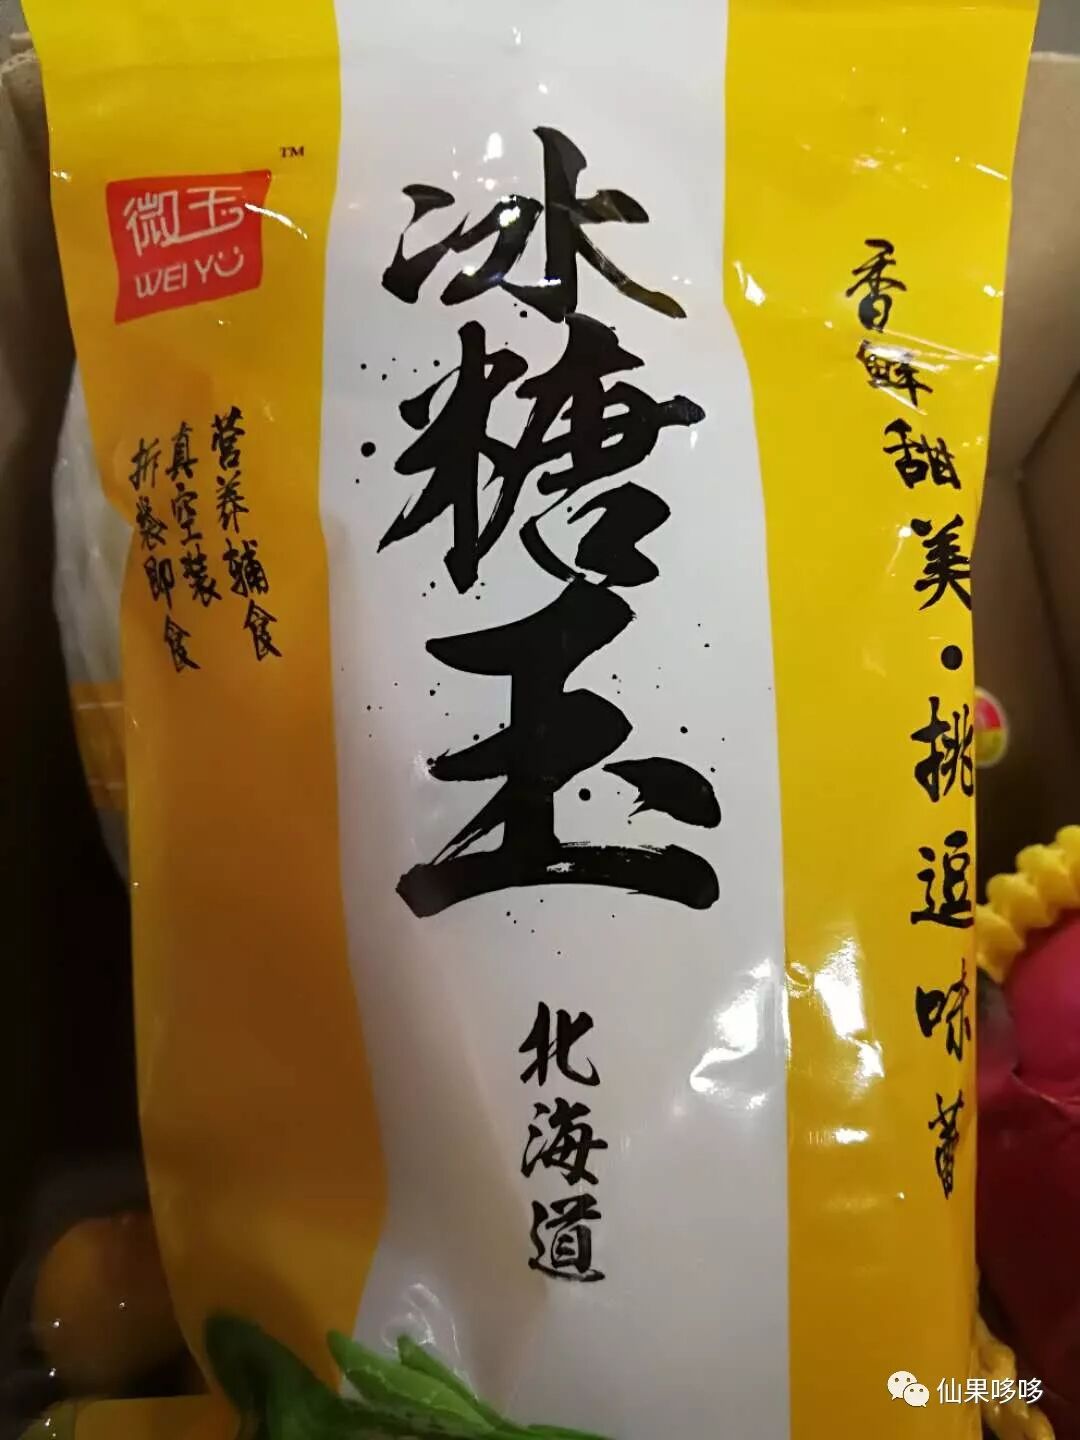 TM
微玉
WEI YU
冰糖玉
北海道
香鲜甜美·挑逗味蕾
营养辅食
真空装
拆袋即食
仙果哆哆